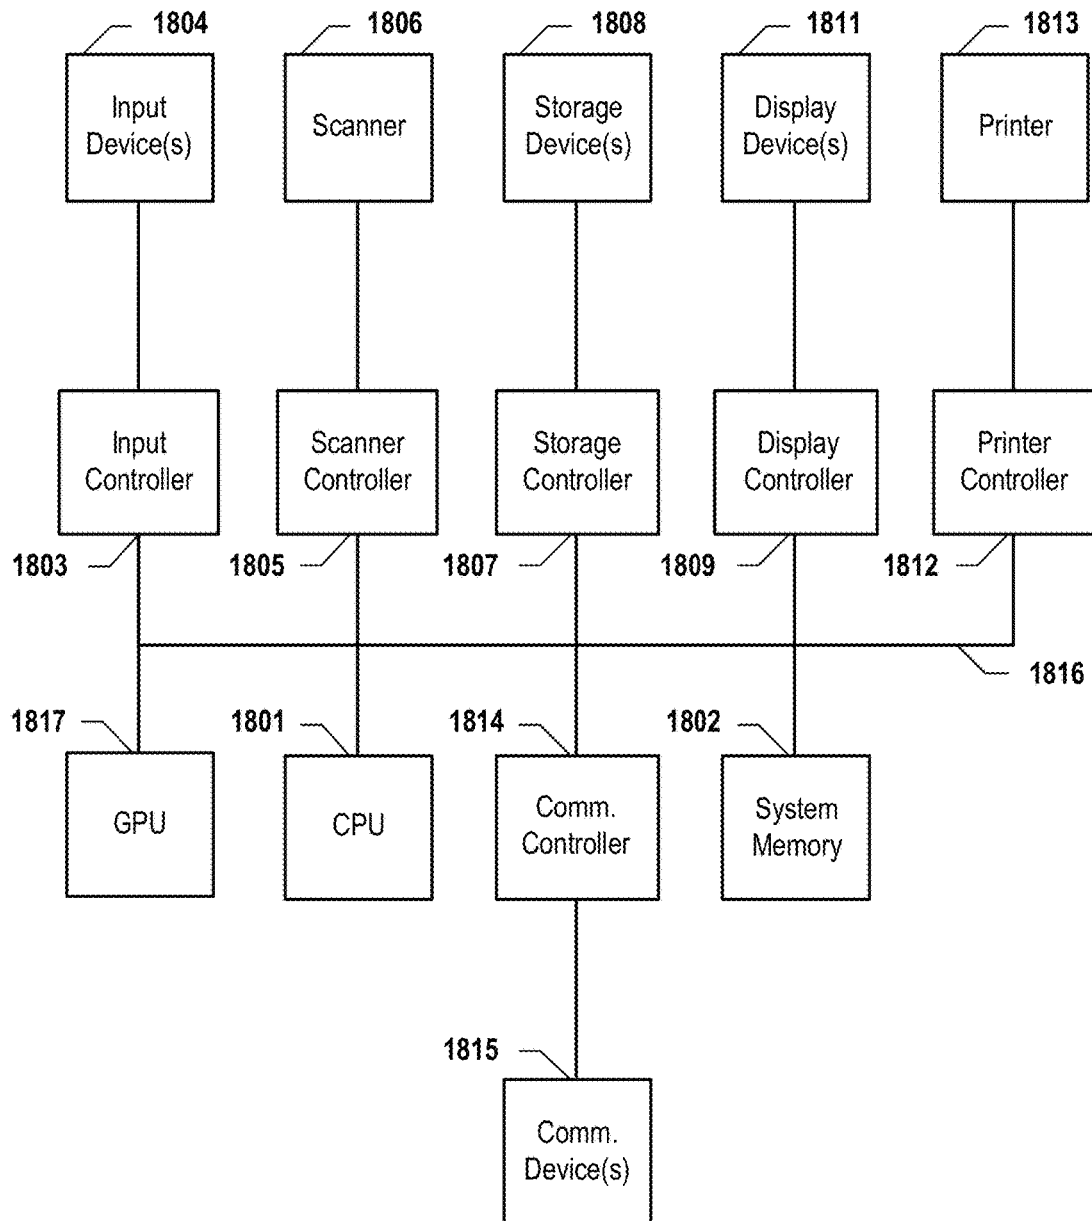 1804
1806
1808
1811
1813
Input
Device(s)
Scanner
Storage
Device(s)
Display
Device(s)
Printer
Input
Controller
Scanner
Controller
Storage
Controller
Display
Controller
Printer
Controller
1803
1805
1807
1809
1812
1816
1817
1801
1814
1802
GPU
CPU
Comm.
Controller
System
Memory
1815
Comm.
Device(s)